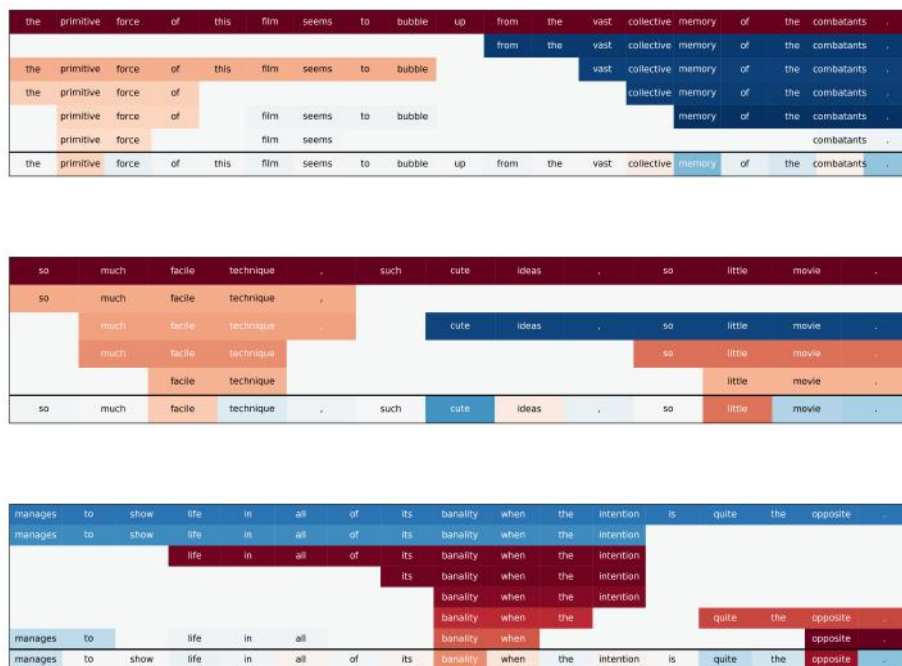 the primitive force of this film seems to bubble up from the vast collective memory of the combatants .
from the vast collective memory of the combatants .
the primitive force of this film seems to bubble vast collective memory of the combatants .
the primitive force of collective memory of the combatants .
primitive force of film seems to bubble memory of the combatants .
primitive force film seems combatants .
the primitive force of this film seems to bubble up from the vast collective memory of the combatants .
so much facile technique , such cute ideas , so little movie .
so much facile technique ,
much facile technique , cute ideas , so little movie .
much facile technique so little movie .
facile technique little movie .
so much facile technique , such cute ideas , so little movie .
manages to show life in all of its banality when the intention is quite the opposite .
manages to show life in all of its banality when the intention
life in all of its banality when the intention
its banality when the intention
banality when the intention
banality when the quite the opposite .
manages to life in all banality when opposite .
manages to show life in all of its banality when the intention is quite the opposite .